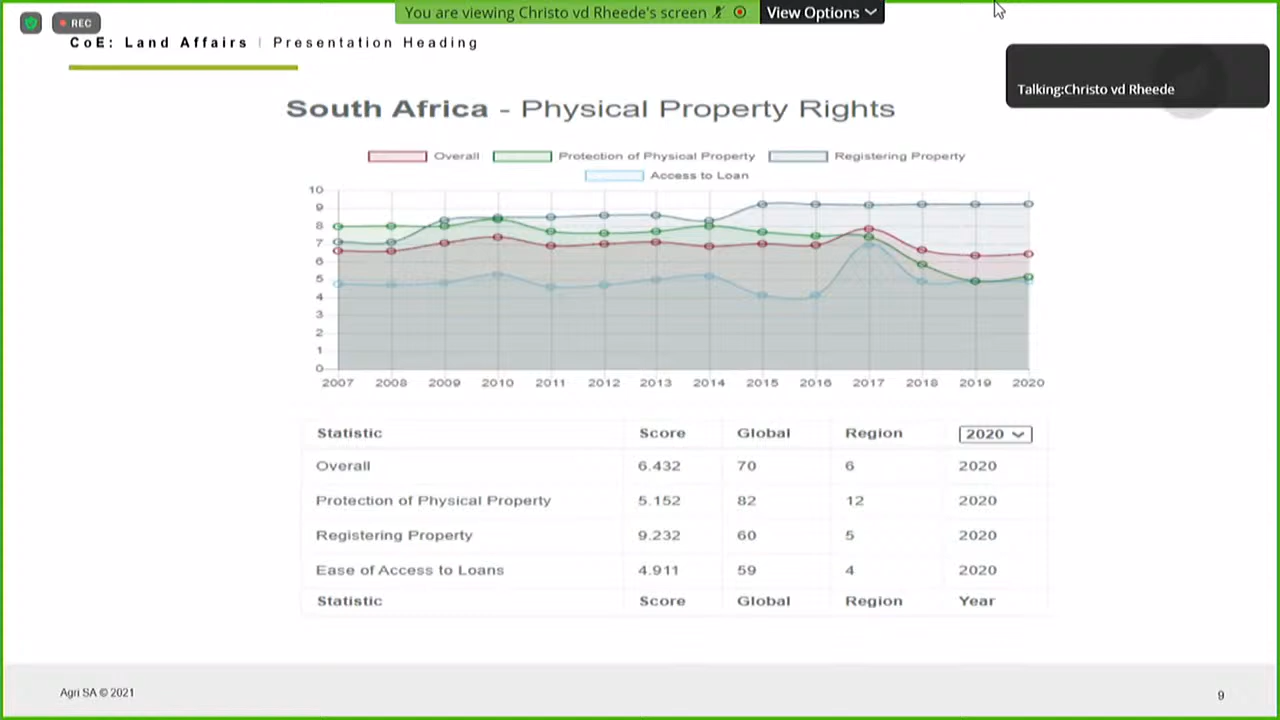 You are viewing Christo vd Rheede's screen
View Options
REC
CoE: Land Affairs | Presentation Heading
Talking:Christo vd Rheede
South Africa - Physical Property Rights
Overall Protection of Physical Property Registering Property
Access to Loan
10
9
8
7
6
5
4
3
2
1
0
2007 2008 2009 2010 2011 2012 2013 2014 2015 2016 2017 2018 2019 2020
Statistic Score Global Region 2020
Overall 6.432 70 6 2020
Protection of Physical Property 5.152 82 12 2020
Registering Property 9.232 60 5 2020
Ease of Access to Loans 4.911 59 4 2020
Statistic Score Global Region Year
Agri SA © 2021
9